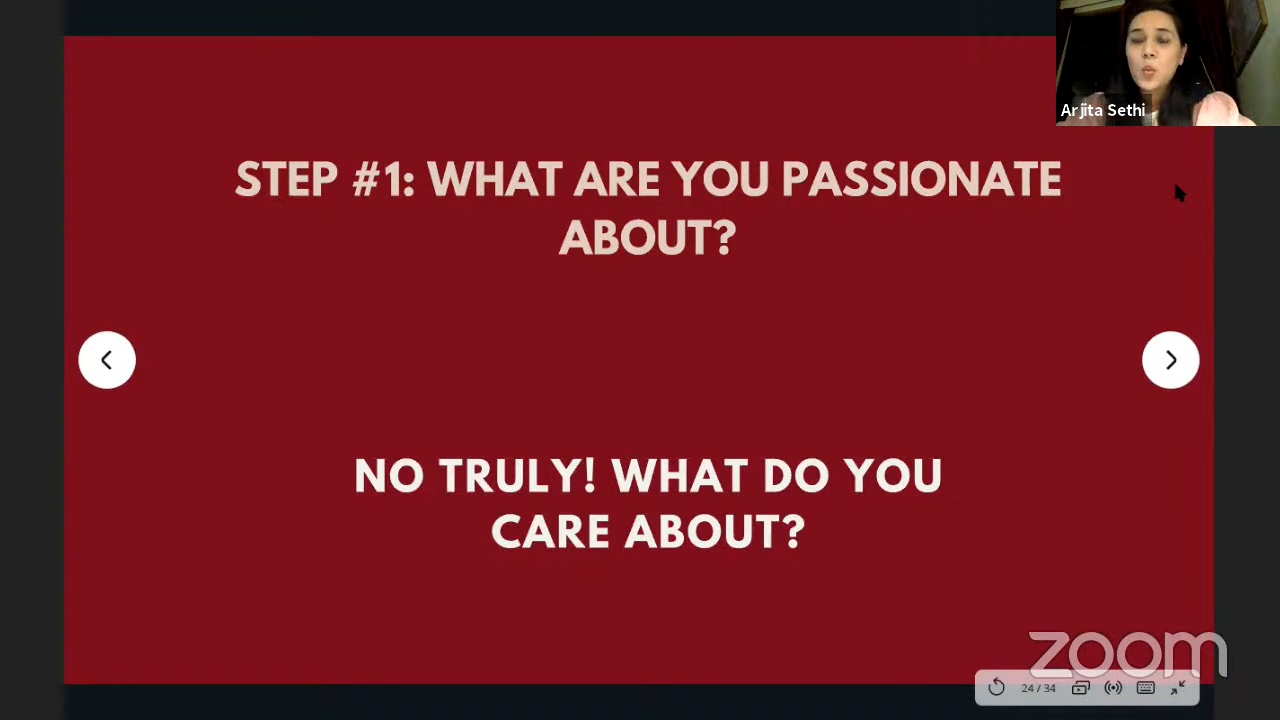 Arjita Sethi
STEP #1: WHAT ARE YOU PASSIONATE
ABOUT?
NO TRULY! WHAT DO YOU
CARE ABOUT?
zoom
24 / 34